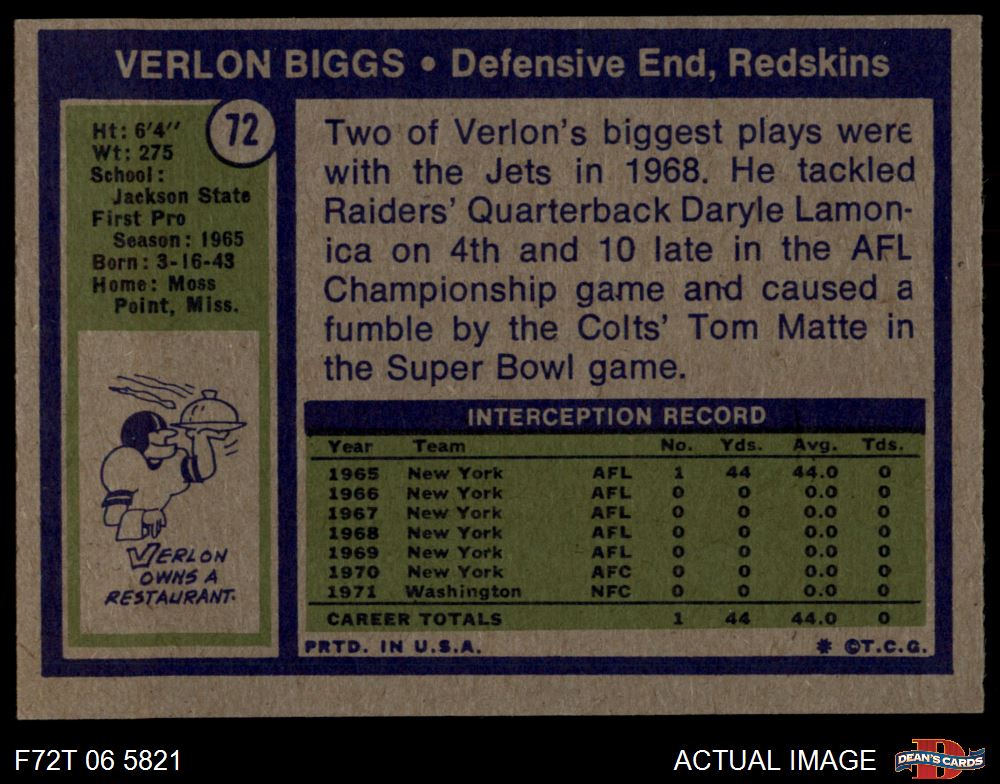 VERLON BIGGS • Defensive End, Redskins
72
Ht: 6'4"
Wt: 275
School:
Jackson State
First Pro
Season: 1965
Born: 3-16-43
Home: Moss
Point, Miss.
VERLON
OWNS A
RESTAURANT.
Two of Verlon's biggest plays were
with the Jets in 1968. He tackled
Raiders' Quarterback Daryle Lamon-
ica on 4th and 10 late in the AFL
Championship game and caused a
fumble by the Colts' Tom Matte in
the Super Bowl game.
INTERCEPTION RECORD
Year Team No. Yds. Avg. Tds.
1965 New York AFL 1 44 44.0 0
1966 New York AFL 0 0 0.0 0
1967 New York AFL 0 0 0.0 0
1968 New York AFL 0 0 0.0 0
1969 New York AFL 0 0 0.0 0
1970 New York AFC 0 0 0.0 0
1971 Washington NFC 0 0 0.0 0
CAREER TOTALS 1 44 44.0 0
PRTD. IN U.S.A. * ©T.C.G.
F72T 06 5821 ACTUAL IMAGE
DEAN'S CARDS